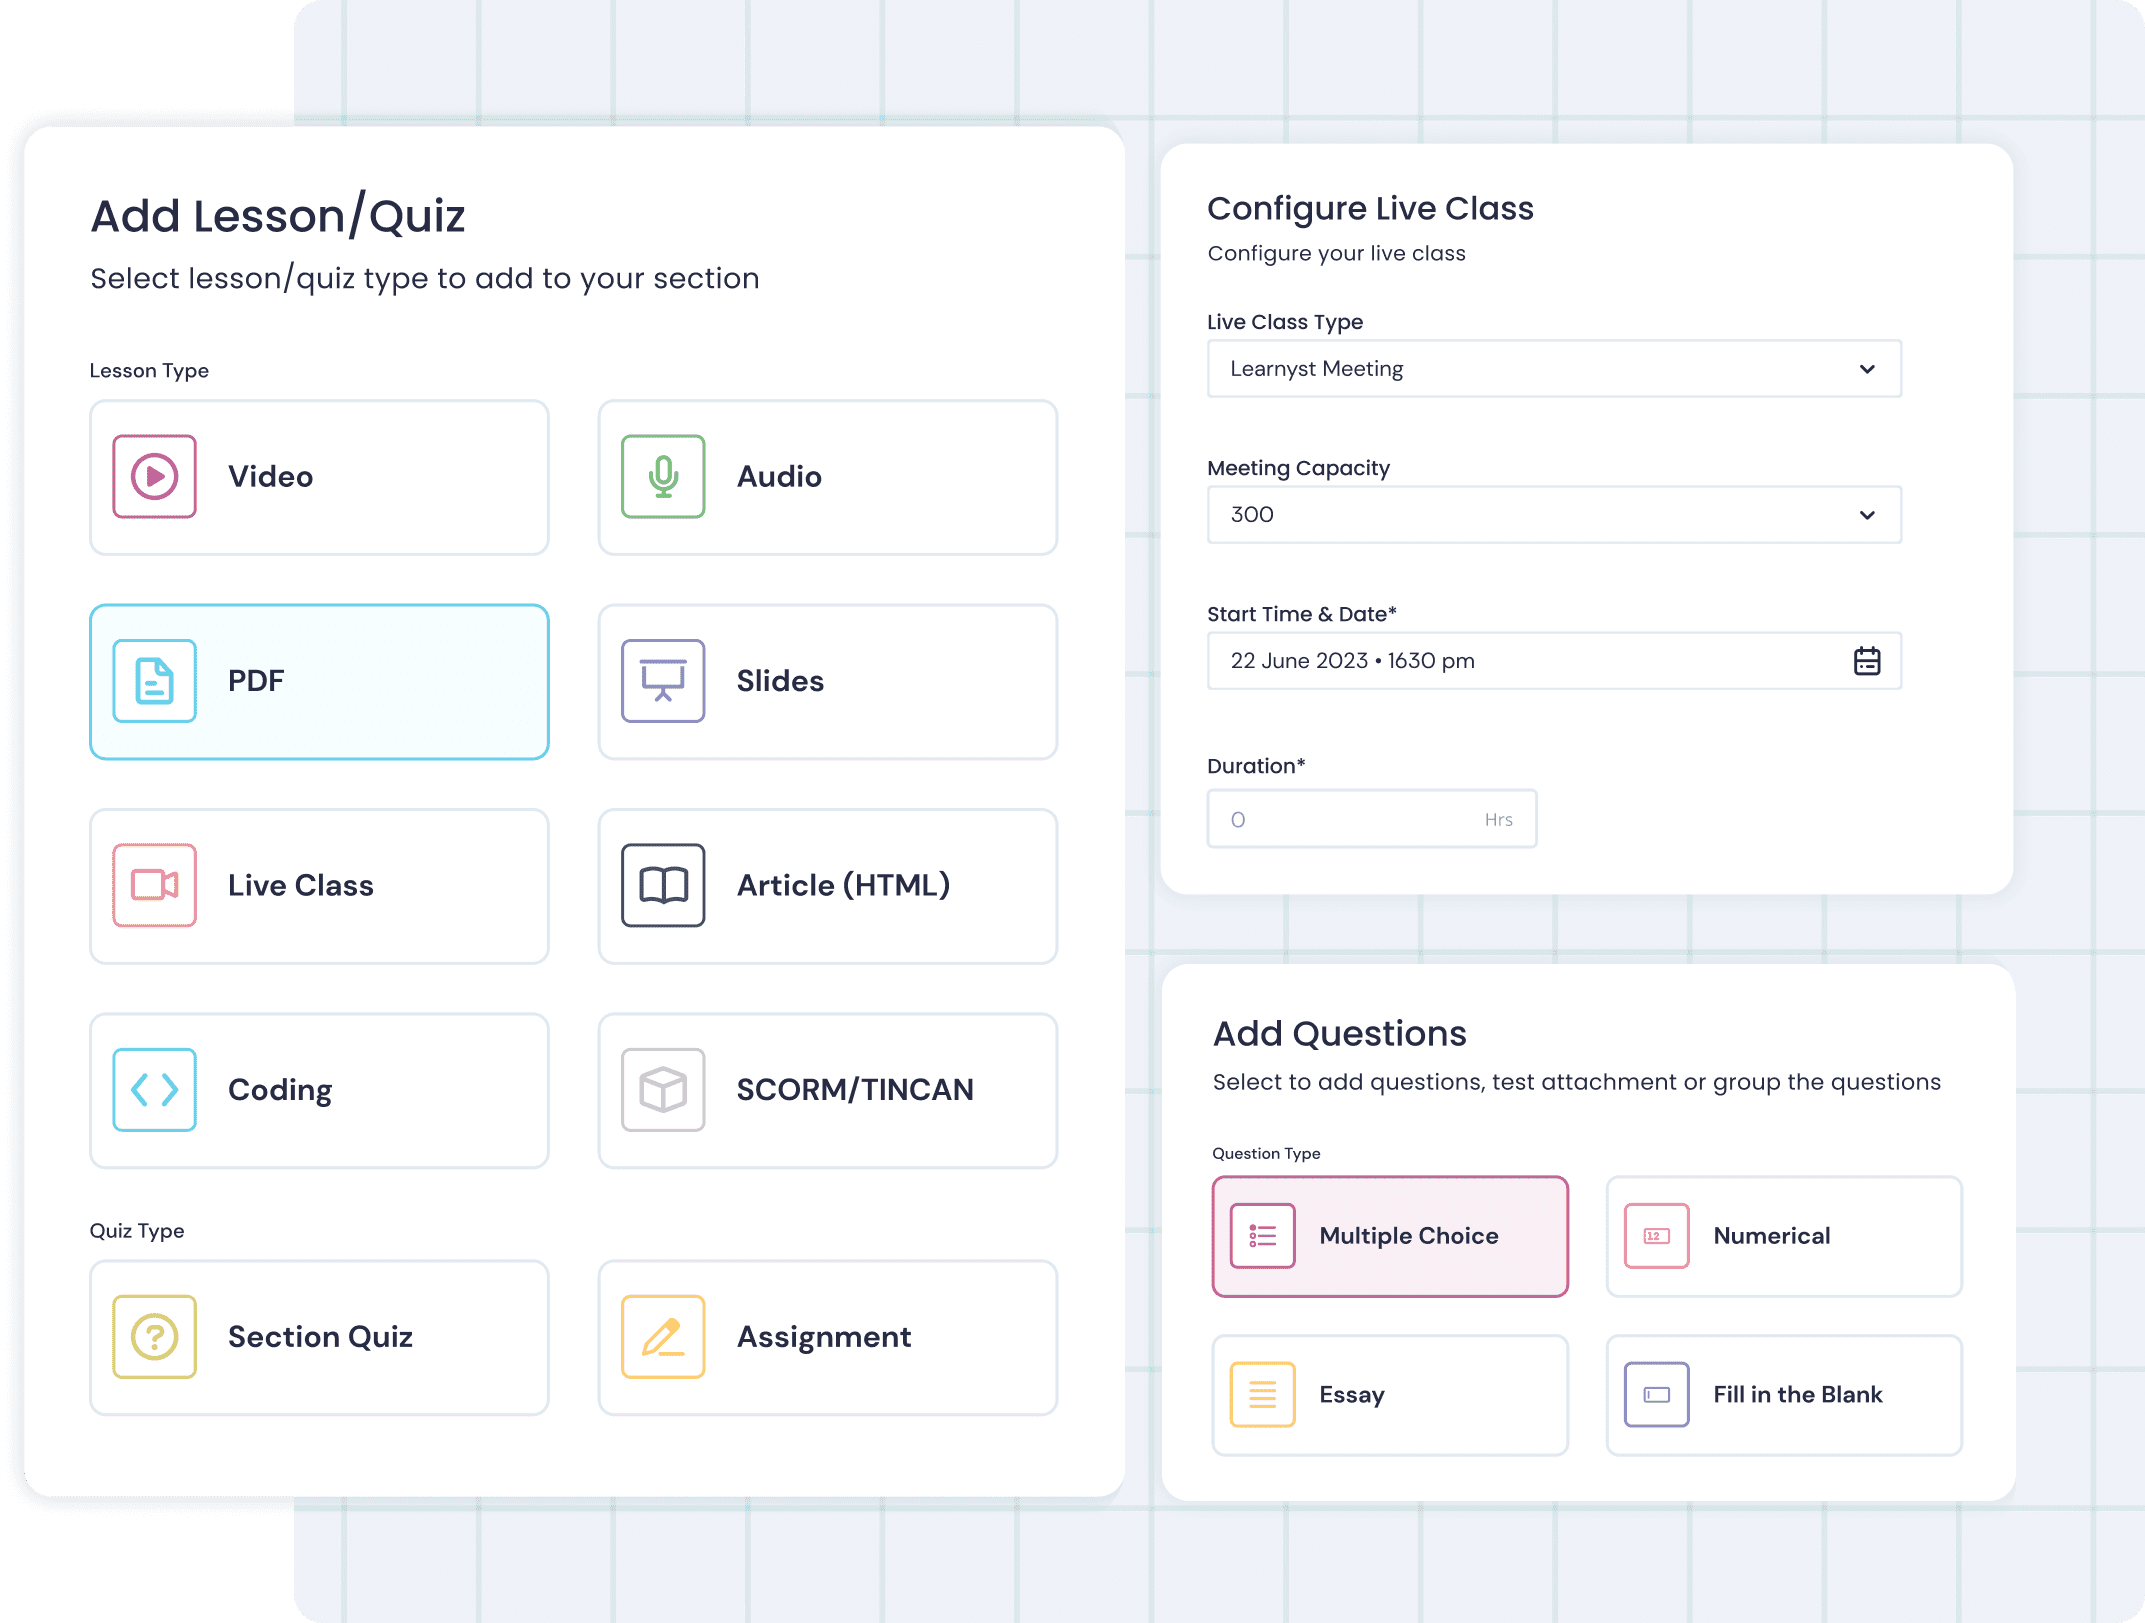 Add Lesson/Quiz
Select lesson/quiz type to add to your section
Lesson Type
Video
Audio
PDF
Slides
Live Class
Article (HTML)
Coding
SCORM/TINCAN
Quiz Type
Section Quiz
Assignment
Configure Live Class
Configure your live class
Live Class Type
Learnyst Meeting
Meeting Capacity
300
Start Time & Date*
22 June 2023 • 1630 pm
Duration*
0 Hrs
Add Questions
Select to add questions, test attachment or group the questions
Question Type
Multiple Choice
12
Numerical
Essay
Fill in the Blank